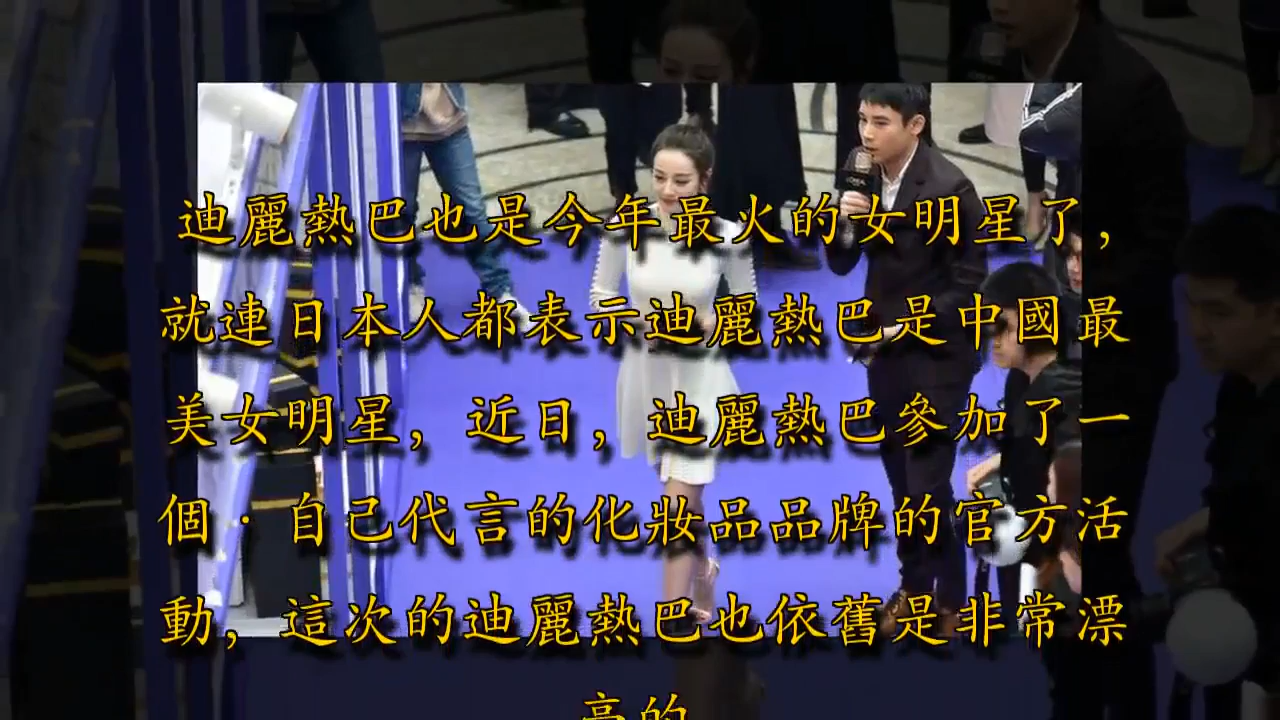 迪麗熱巴也是今年最火的女明星了，
就連日本人都表示迪麗熱巴是中國最
美女明星，近日，迪麗熱巴參加了一
個·自己代言的化妝品品牌的官方活
動，這次的迪麗熱巴也依舊是非常漂
亮的